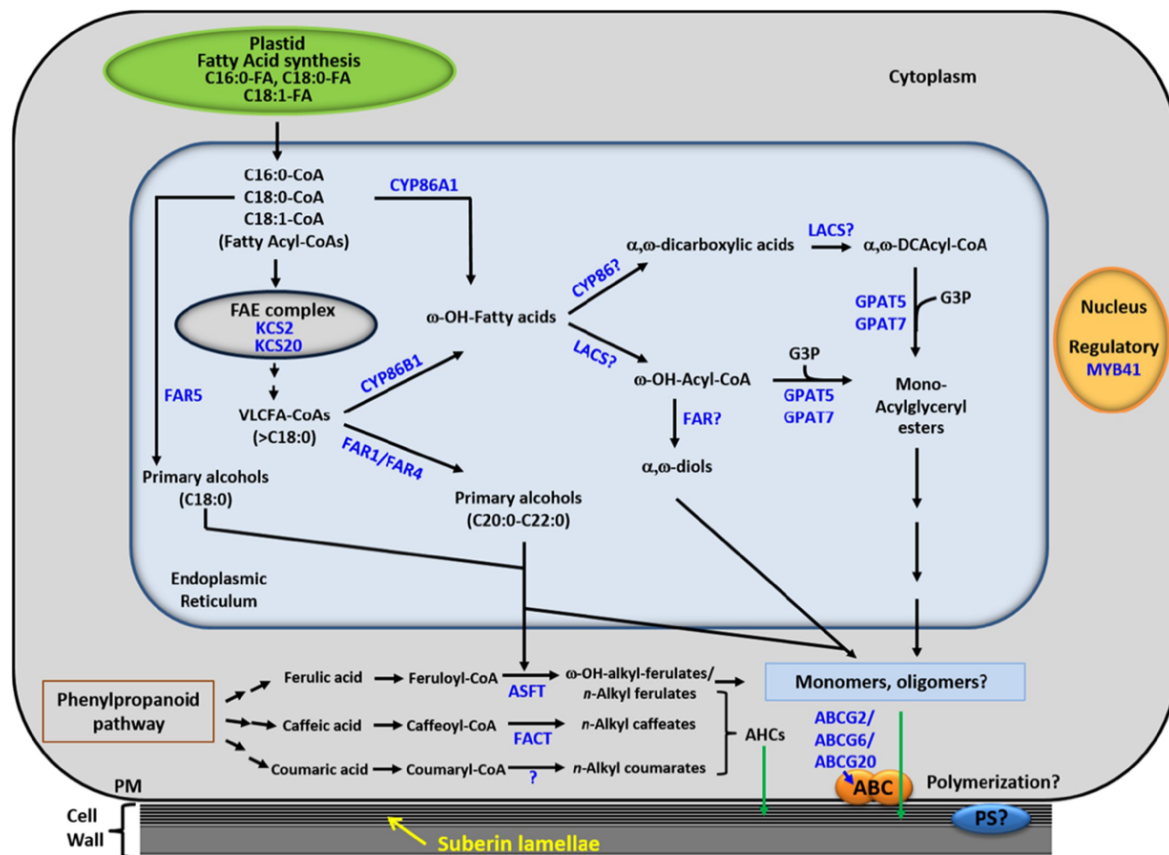 Plastid
Fatty Acid synthesis
C16:0-FA, C18:0-FA
C18:1-FA
Cytoplasm
C16:0-CoA
C18:0-CoA
C18:1-CoA
(Fatty Acyl-CoAs)
CYP86A1
FAE complex
KCS2
KCS20
FAR5
VLCFA-CoAs
(>C18:0)
CYP86B1
FAR1/FAR4
Primary alcohols
(C18:0)
Primary alcohols
(C20:0-C22:0)
ω-OH-Fatty acids
CYP86?
LACS?
α,ω-dicarboxylic acids
LACS?
α,ω-DCAcyl-CoA
GPAT5
GPAT7
G3P
ω-OH-Acyl-CoA
G3P
GPAT5
GPAT7
Mono-
Acylglyceryl
esters
FAR?
α,ω-diols
Endoplasmic
Reticulum
Nucleus
Regulatory
MYB41
Phenylpropanoid
pathway
Ferulic acid
Feruloyl-CoA
ASFT
ω-OH-alkyl-ferulates/
n-Alkyl ferulates
Caffeic acid
Caffeoyl-CoA
FACT
n-Alkyl caffeates
Coumaric acid
Coumaryl-CoA
?
n-Alkyl coumarates
AHCs
Monomers, oligomers?
ABCG2/
ABCG6/
ABCG20
ABC
Polymerization?
PS?
PM
Cell
Wall
Suberin lamellae